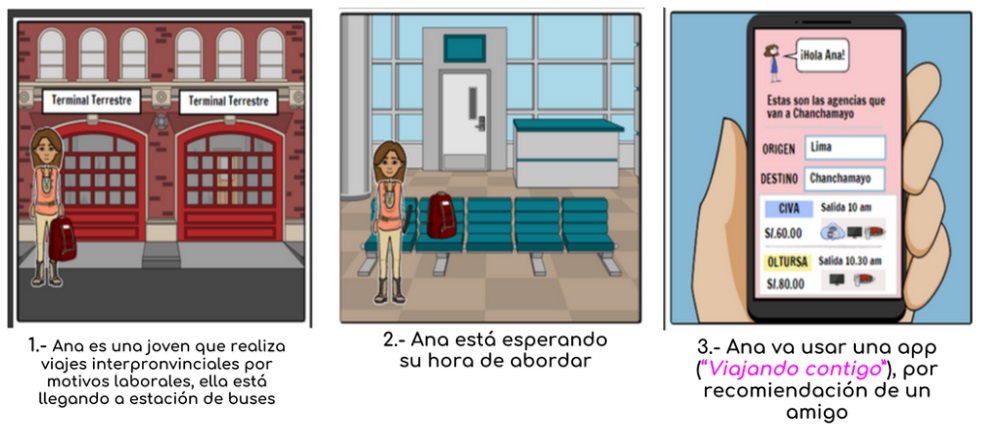 Terminal Terrestre
Terminal Terrestre
1.- Ana es una joven que realiza
viajes interpronvinciales por
motivos laborales, ella está
llegando a estación de buses
2.- Ana está esperando
su hora de abordar
¡Hola Ana!
Estas son las agencias que
van a Chanchamayo
ORIGEN Lima
DESTINO Chanchamayo
CIVA Salida 10 am
S/.60.00
OLTURSA Salida 10.30 am
S/.80.00
3.- Ana va usar una app
("Viajando contigo"), por
recomiendación de un
amigo